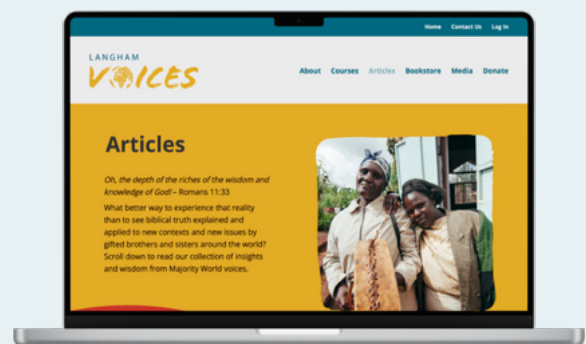 Home Contact Us Log In
LANGHAM
VOICES
About Courses Articles Bookstore Media Donate
Articles
Oh, the depth of the riches of the wisdom and
knowledge of God! – Romans 11:33
What better way to experience that reality
than to see biblical truth explained and
applied to new contexts and new issues by
gifted brothers and sisters around the world?
Scroll down to read our collection of insights
and wisdom from Majority World voices.